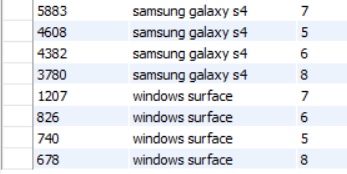 5883 samsung galaxy s4 7
4608 samsung galaxy s4 5
4382 samsung galaxy s4 6
3780 samsung galaxy s4 8
1207 windows surface 7
826 windows surface 6
740 windows surface 5
678 windows surface 8